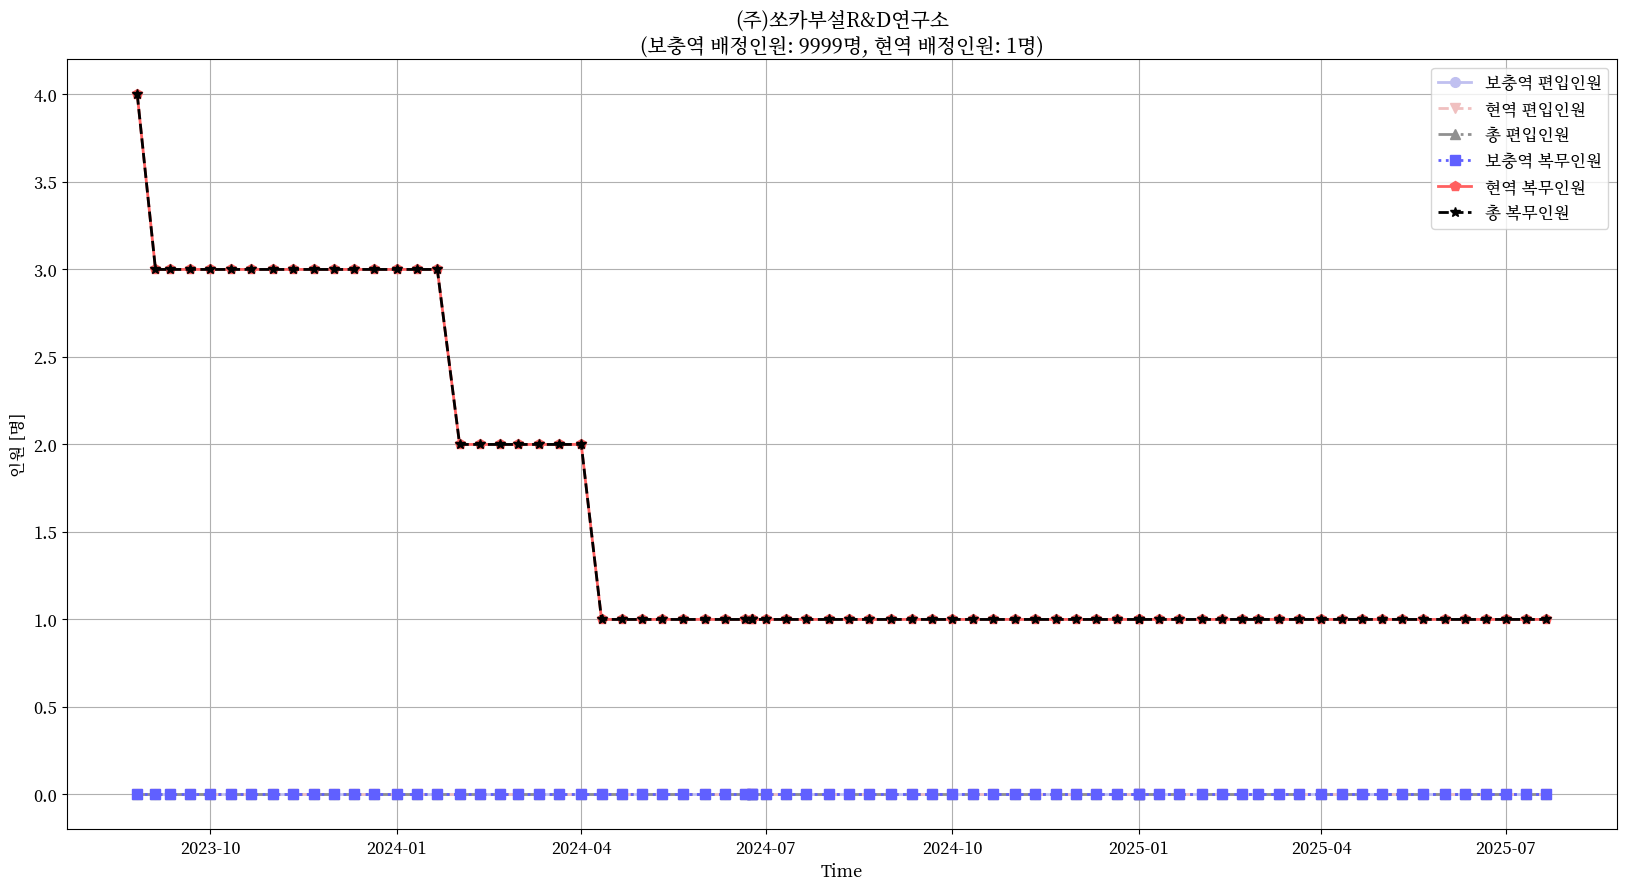 (주)쏘카부설R&D연구소
(보충역 배정인원: 9999명, 현역 배정인원: 1명)
보충역 편입인원
현역 편입인원
총 편입인원
보충역 복무인원
현역 복무인원
총 복무인원
인원 [명]
4.0
3.5
3.0
2.5
2.0
1.5
1.0
0.5
0.0
2023-10 2024-01 2024-04 2024-07 2024-10 2025-01 2025-04 2025-07
Time